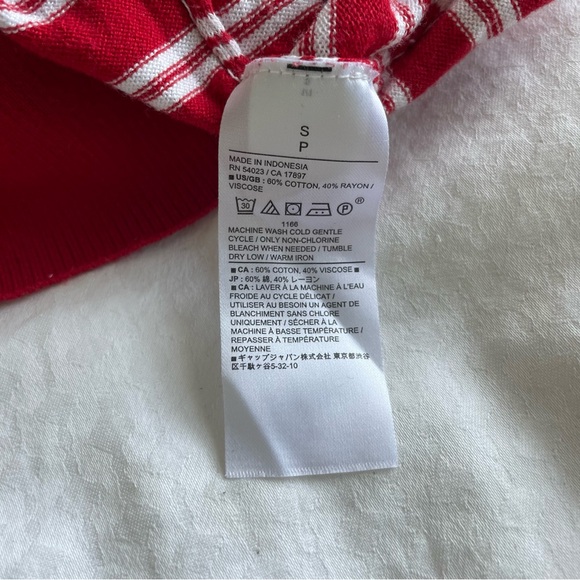 S
P
MADE IN INDONESIA
RN 54023 / CA 17897
■ US/GB : 60% COTTON, 40% RAYON /
VISCOSE
30 P ®
1166
MACHINE WASH COLD GENTLE
CYCLE / ONLY NON-CHLORINE
BLEACH WHEN NEEDED / TUMBLE
DRY LOW / WARM IRON
■ CA : 60% COTON, 40% VISCOSE ■
JP : 60% 綿, 40% レーヨン
■ CA : LAVER À LA MACHINE À L'EAU
FROIDE AU CYCLE DÉLICAT /
UTILISER AU BESOIN UN AGENT DE
BLANCHIMENT SANS CHLORE
UNIQUEMENT / SÉCHER À LA
MACHINE À BASSE TEMPÉRATURE /
REPASSER À TEMPÉRATURE
MOYENNE
■ ギャップジャパン株式会社 東京都渋谷
区千駄ヶ谷5-32-10